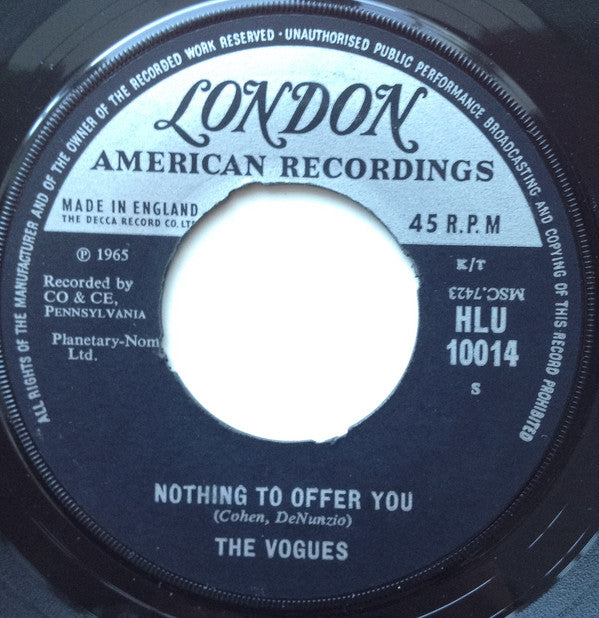 ALL RIGHTS OF THE MANUFACTURER AND OF THE OWNER OF THE RECORDED WORK RESERVED · UNAUTHORISED PUBLIC PERFORMANCE BROADCASTING AND COPYING OF THIS RECORD PROHIBITED
LONDON
AMERICAN RECORDINGS
MADE IN ENGLAND
THE DECCA RECORD CO. LTD
45 R.P.M
℗ 1965
K/T
Recorded by
CO & CE,
PENNSYLVANIA
MSC.7423
HLU
10014
Planetary-Nom
Ltd.
S
NOTHING TO OFFER YOU
(Cohen, DeNunzio)
THE VOGUES